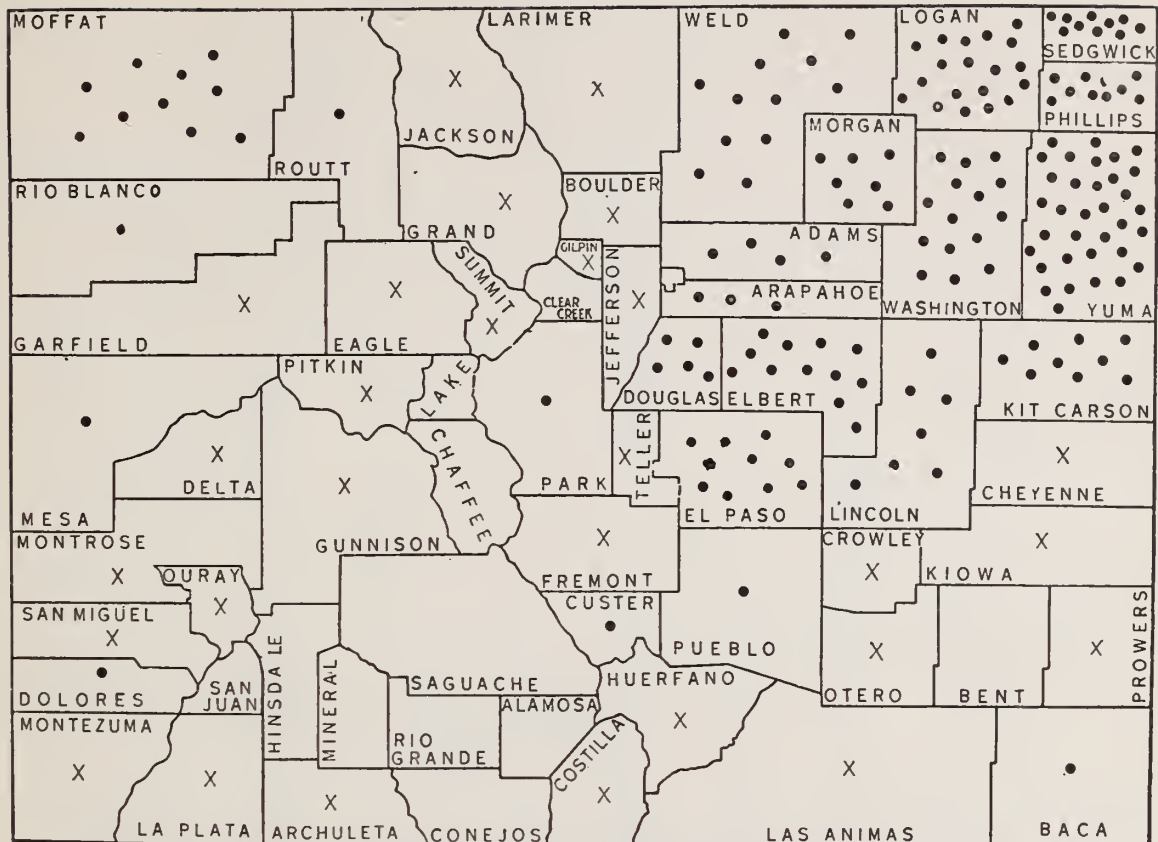 MOFFAT
LARIMER
WELD
LOGAN
SEDGWICK
PHILLIPS
JACKSON
MORGAN
ROUTT
RIO BLANCO
BOULDER
GRAND
ADAMS
SUMMIT
GILPIN
CLEAR
CREEK
JEFFERSON
ARAPAHOE
WASHINGTON
YUMA
GARFIELD
EAGLE
PITKIN
LAKE
DOUGLAS
ELBERT
KIT CARSON
CHAFFEE
TELLER
DELTA
PARK
CHEYENNE
MESA
EL PASO
LINCOLN
MONTROSE
GUNNISON
CROWLEY
OURAY
FREMONT
KIOWA
SAN MIGUEL
CUSTER
PROWERS
HINSDALE
MINERAL
PUEBLO
SAN
JUAN
SAGUACHE
HUERFANO
DOLORES
ALAMOSA
OTERO
BENT
MONTEZUMA
RIO
GRANDE
COSTILLA
LA PLATA
ARCHULETA
CONEJOS
LAS ANIMAS
BACA